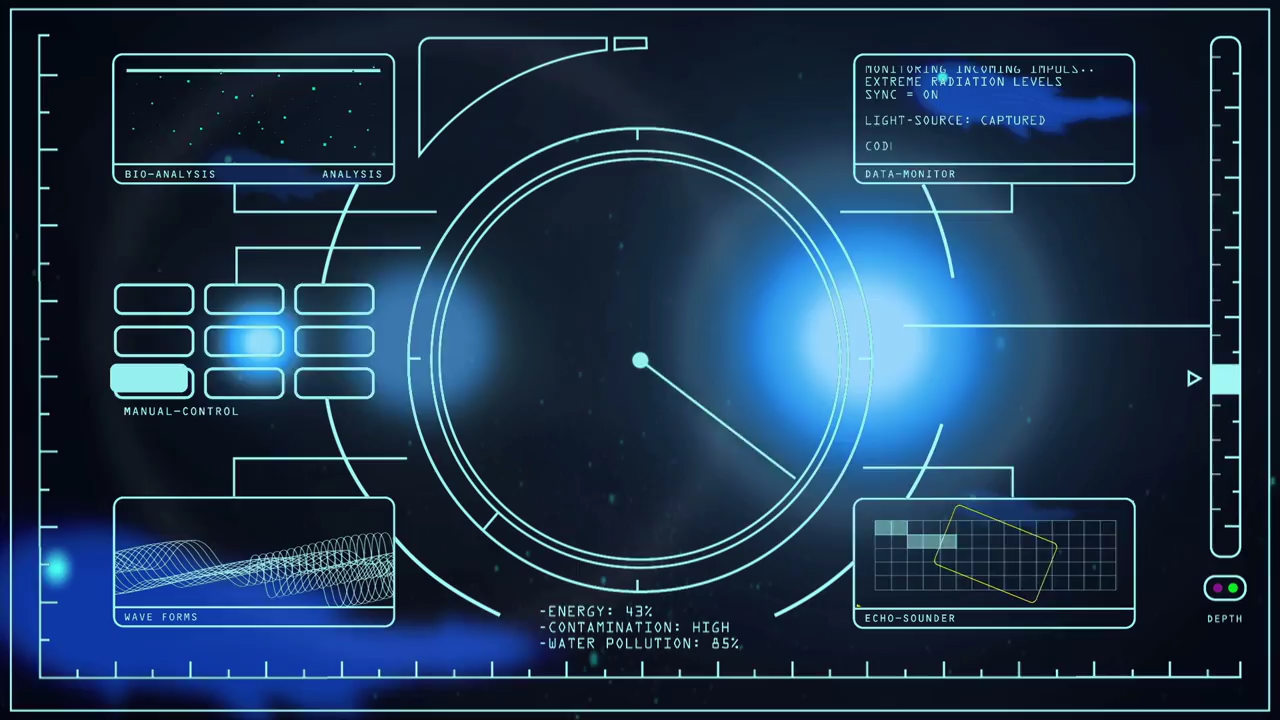 MONITORING INCOMING IMPULS..
EXTREME RADIATION LEVELS
SYNC = ON
LIGHT-SOURCE: CAPTURED
COD
DATA-MONITOR
BIO-ANALYSIS ANALYSIS
MANUAL-CONTROL
WAVE FORMS
-ENERGY: 43%
-CONTAMINATION: HIGH
-WATER POLLUTION: 85%
ECHO-SOUNDER
DEPTH